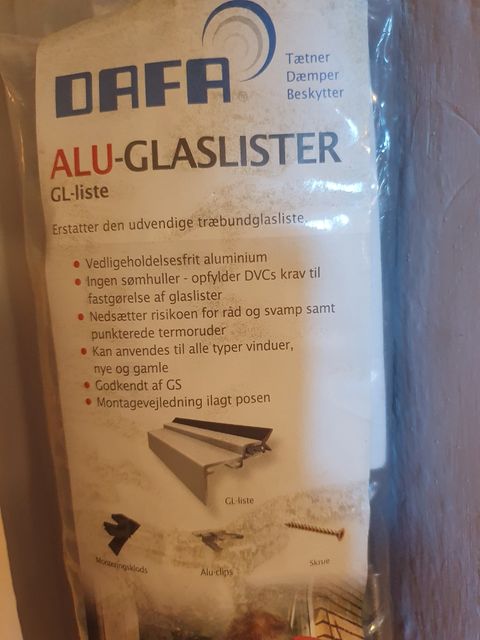 DAFA
Tætner
Dæmper
Beskytter
ALU-GLASLISTER
GL-liste
Erstatter den udvendige træbundglasliste.
• Vedligeholdelsesfrit aluminium
• Ingen sømhuller - opfylder DVCs krav til
fastgørelse af glaslister
• Nedsætter risikoen for råd og svamp samt
punkterede termoruder
• Kan anvendes til alle typer vinduer,
nye og gamle
• Godkendt af GS
• Montagevejledning ilagt posen
GL-liste
Monteringsklods
Alu-clips
Skrue